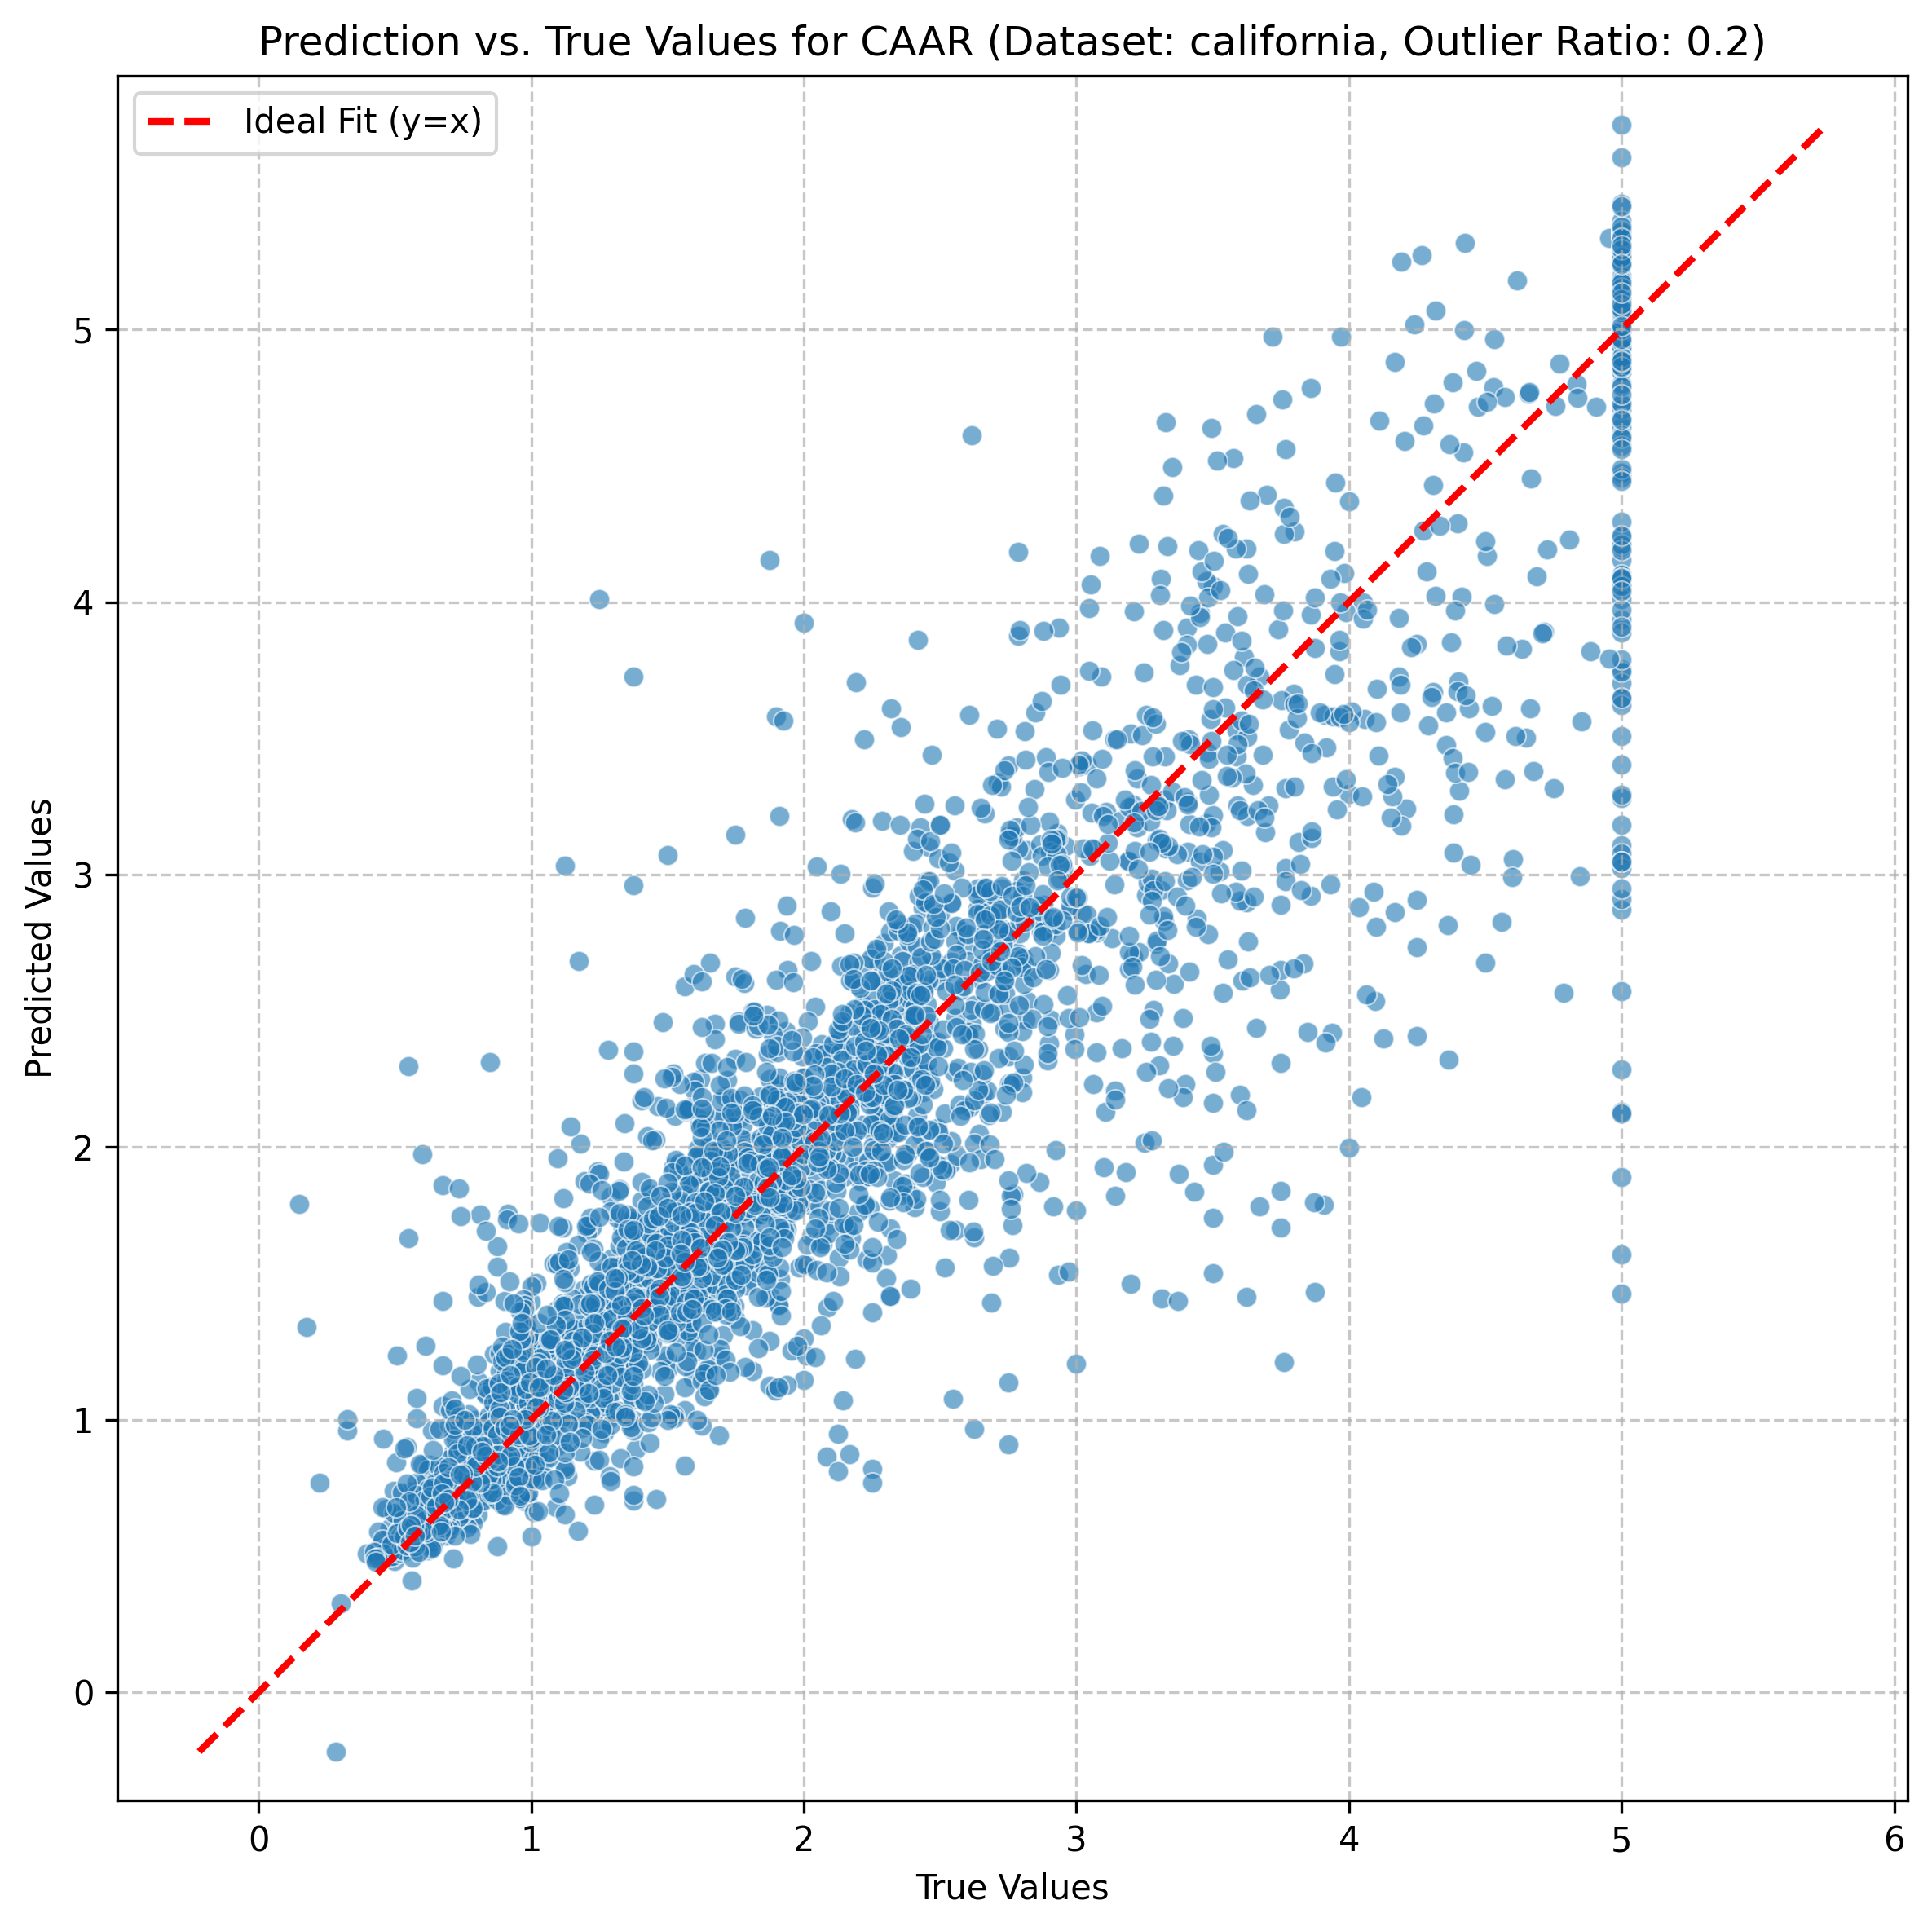 Prediction vs. True Values for CAAR (Dataset: california, Outlier Ratio: 0.2)
Ideal Fit (y=x)
Predicted Values
5
4
3
2
1
0
0 1 2 3 4 5 6
True Values